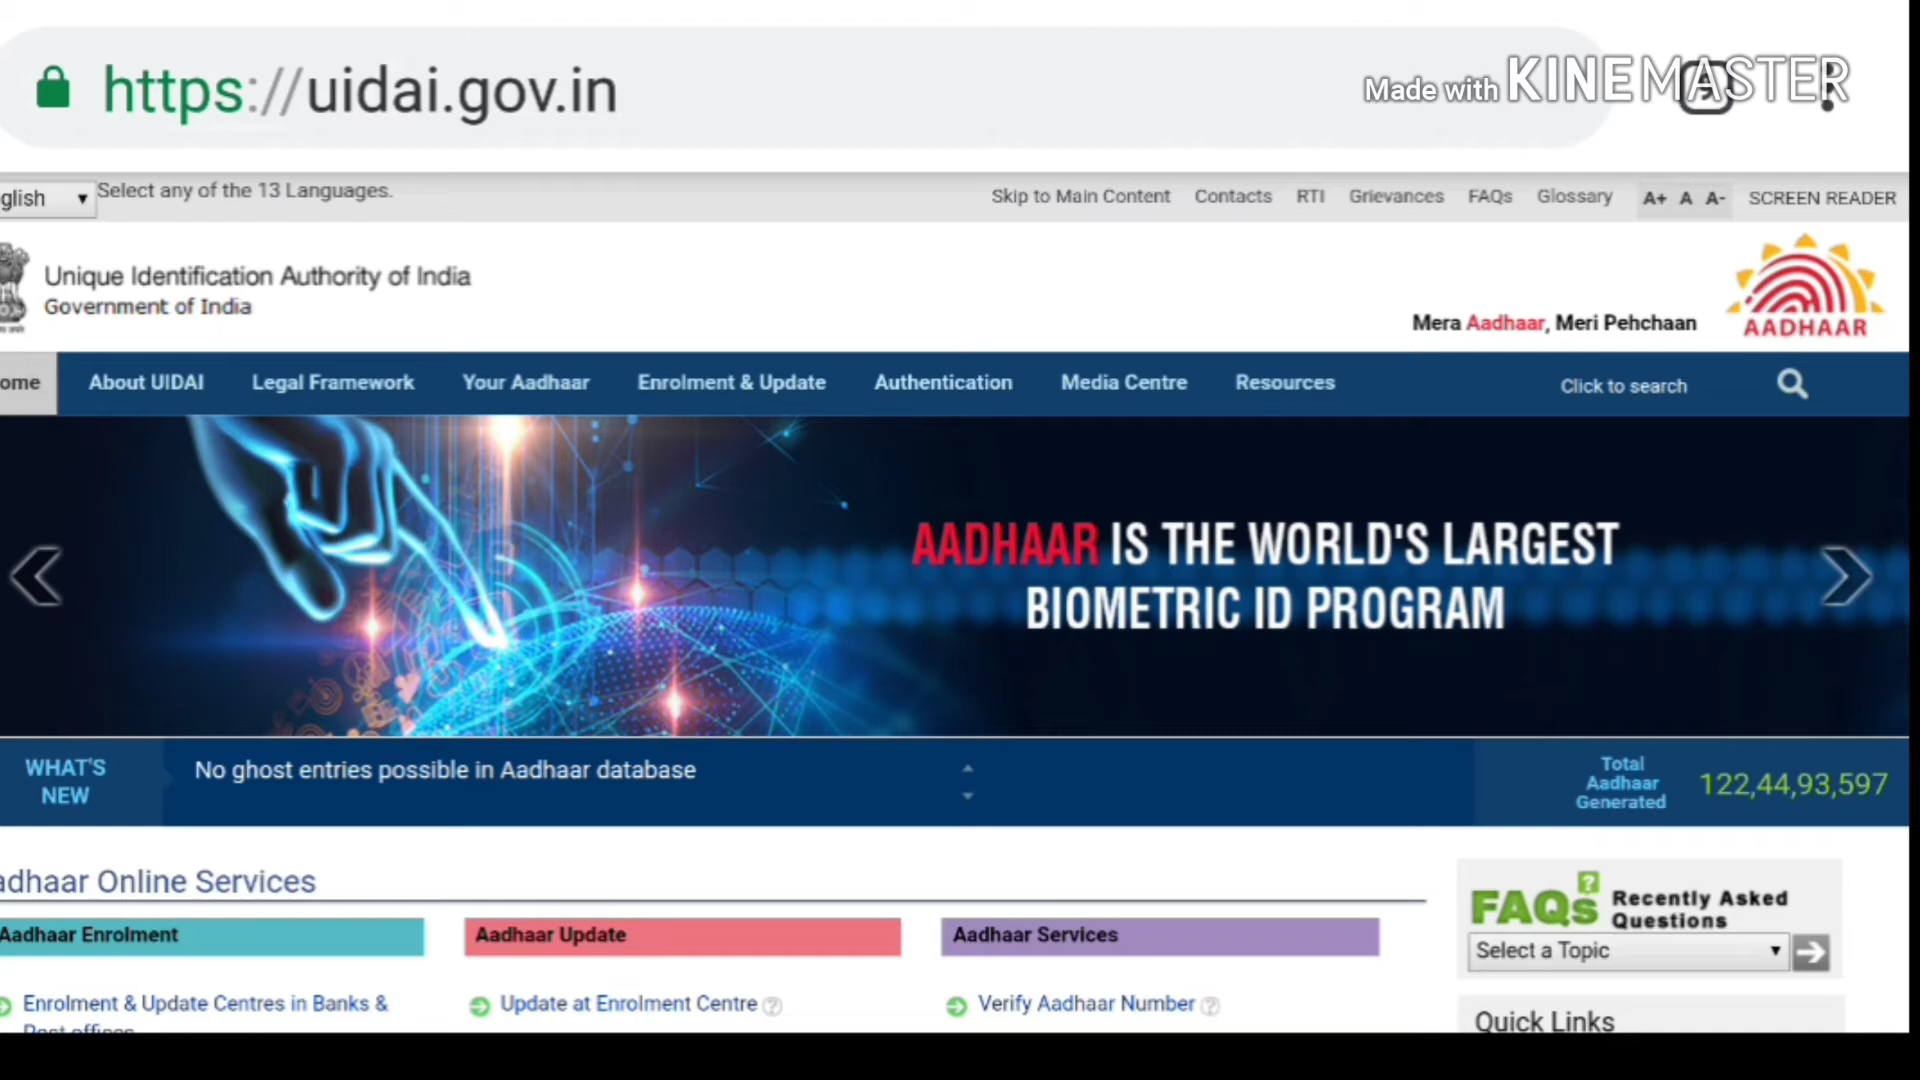 https://uidai.gov.in
Made with KINEMASTER
glish Select any of the 13 Languages.
Skip to Main Content Contacts RTI Grievances FAQs Glossary A+ A A- SCREEN READER
Unique Identification Authority of India
Government of India
Mera Aadhaar, Meri Pehchaan
AADHAAR
ome About UIDAI Legal Framework Your Aadhaar Enrolment & Update Authentication Media Centre Resources Click to search
AADHAAR IS THE WORLD'S LARGEST
BIOMETRIC ID PROGRAM
WHAT'S
NEW
No ghost entries possible in Aadhaar database
Total
Aadhaar
Generated
122,44,93,597
adhaar Online Services
Aadhaar Enrolment Aadhaar Update Aadhaar Services
Enrolment & Update Centres in Banks &
Post offices
Update at Enrolment Centre ?
Verify Aadhaar Number ?
FAQs ? Recently Asked
Questions
Select a Topic
Quick Links